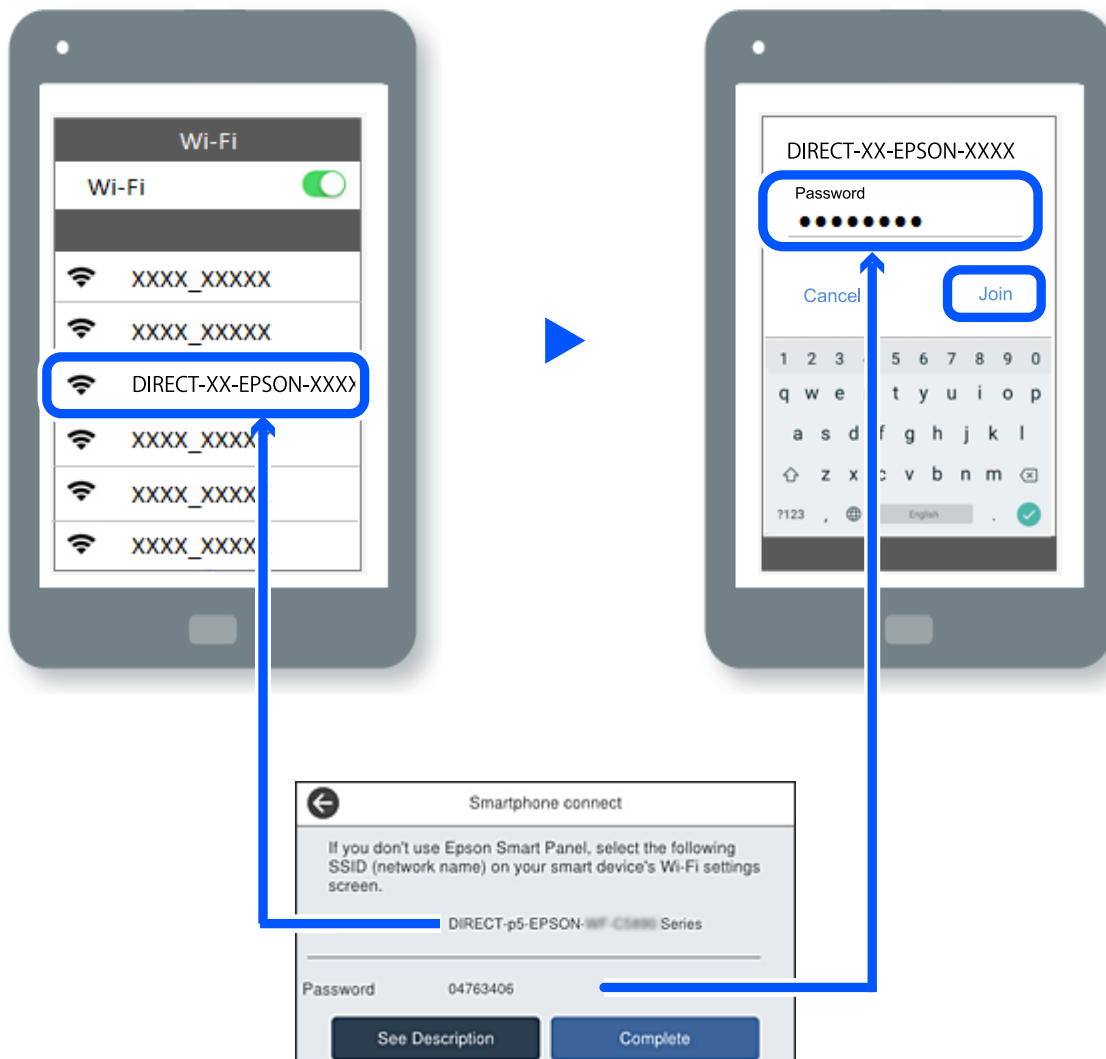 Wi-Fi
Wi-Fi
XXXX_XXXXX
XXXX_XXXXX
DIRECT-XX-EPSON-XXXX
XXXX_XXXX
XXXX_XXXX
XXXX_XXXX
DIRECT-XX-EPSON-XXXX
Password
••••••••
Cancel
Join
1 2 3 5 6 7 8 9 0
q w e t y u i o p
a s d f g h j k l
z x c v b n m
?123 , English .
Smartphone connect
If you don't use Epson Smart Panel, select the following
SSID (network name) on your smart device's Wi-Fi settings
screen.
DIRECT-p5-EPSON- Series
Password 04763406
See Description
Complete